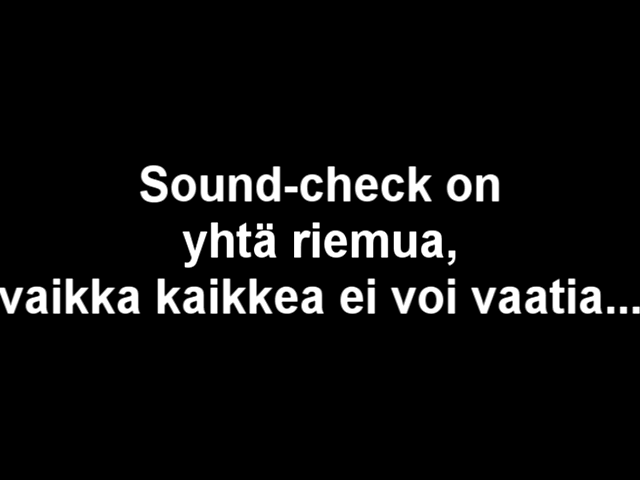 Sound-check on
yhtä riemua,
vaikka kaikkea ei voi vaatia...